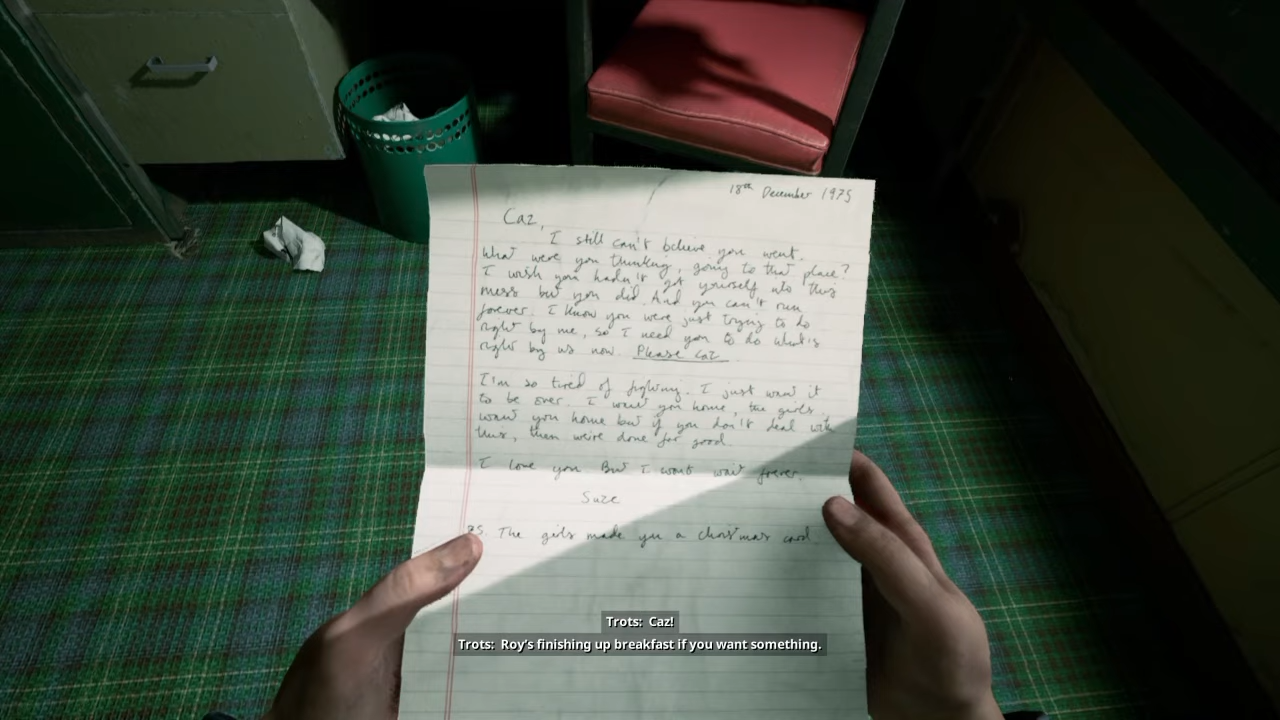 18th December 1975
Caz,
I still can't believe you went.
What were you thinking, going to that place?
I wish you hadn't got yourself into this
mess but you did. And you can't run
forever. I know you were just trying to do
right by me, so I need you to do what's
right by us now. Please Caz
I'm so tired of fighting. I just want it
to be over. I want you home, the girls
want you home but if you don't deal with
this, then we're done for good.
I love you. But I wont wait forever.
Suze
PS. The girls made you a christmas card
Trots: Caz!
Trots: Roy's finishing up breakfast if you want something.